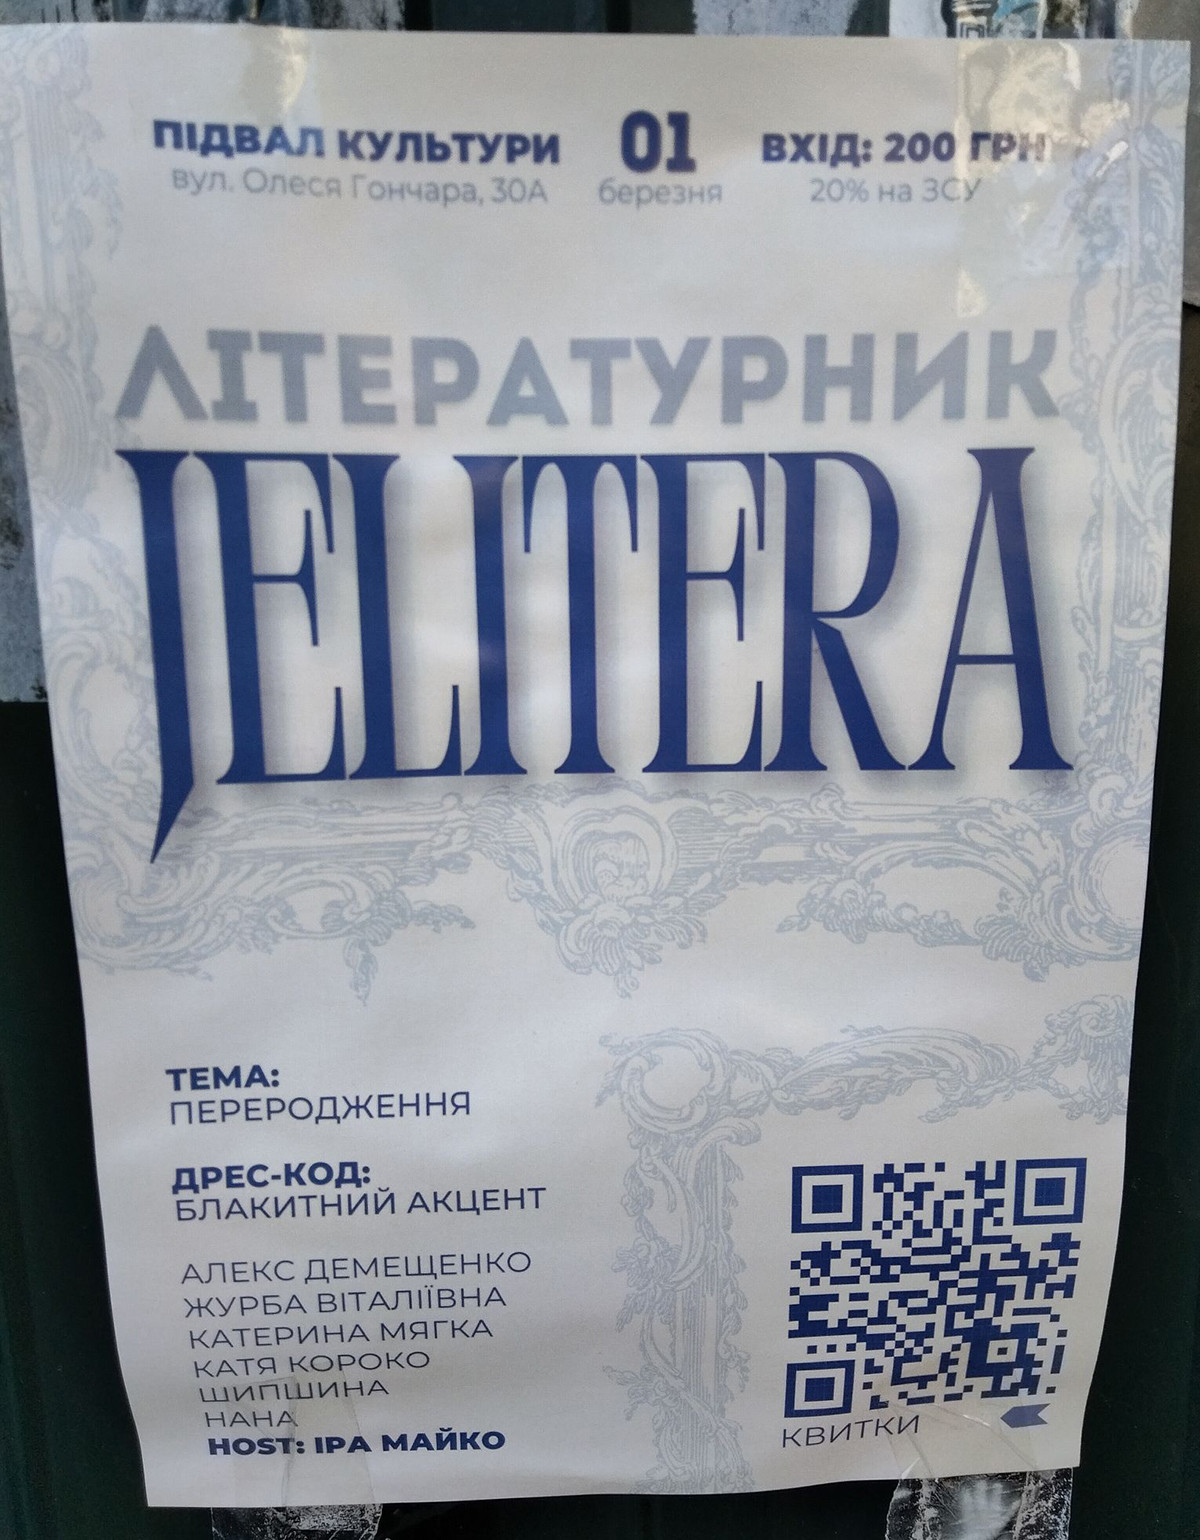 ПІДВАЛ КУЛЬТУРИ
вул. Олеся Гончара, 30А
01
березня
ВХІД: 200 ГРН
20% на ЗСУ
ЛІТЕРАТУРНИК
JELITERA
ТЕМА:
ПЕРЕРОДЖЕННЯ
ДРЕС-КОД:
БЛАКИТНИЙ АКЦЕНТ
АЛЕКС ДЕМЕЩЕНКО
ЖУРБА ВІТАЛІЇВНА
КАТЕРИНА МЯГКА
КАТЯ КОРОКО
ШИПШИНА
НАНА
HOST: ІРА МАЙКО
КВИТКИ